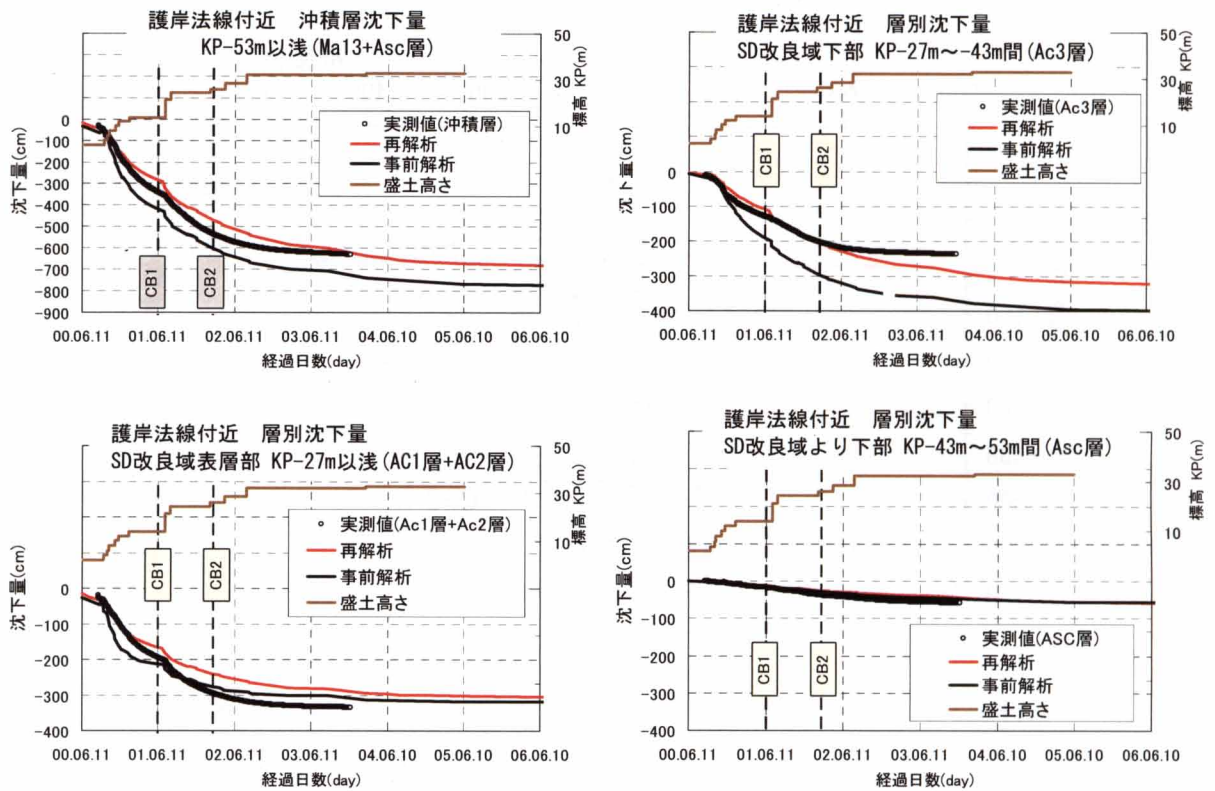 護岸法線付近　沖積層沈下量
KP-53m以浅(Ma13+Asc層)
沈下量(cm)
0
-100
-200
-300
-400
-500
-600
-700
-800
-900
50
30
10
標高 KP(m)
実測値(沖積層)
再解析
事前解析
盛土高さ
CB1
CB2
00.06.11 01.06.11 02.06.11 03.06.11 04.06.10 05.06.10 06.06.10
経過日数(day)
護岸法線付近　層別沈下量
SD改良域下部 KP-27m～-43m間(Ac3層)
沈下量(cm)
0
-100
-200
-300
-400
50
30
10
標高 KP(m)
実測値(Ac3層)
再解析
事前解析
盛土高さ
CB1
CB2
00.06.11 01.06.11 02.06.11 03.06.11 04.06.10 05.06.10 06.06.10
経過日数(day)
護岸法線付近　層別沈下量
SD改良域表層部 KP-27m以浅(AC1層+AC2層)
沈下量(cm)
0
-100
-200
-300
-400
50
30
10
標高 KP(m)
実測値(Ac1層+Ac2層)
再解析
事前解析
盛土高さ
CB1
CB2
00.06.11 01.06.11 02.06.11 03.06.11 04.06.10 05.06.10 06.06.10
経過日数(day)
護岸法線付近　層別沈下量
SD改良域より下部 KP-43m～53m間(Asc層)
沈下量(cm)
0
-100
-200
-300
-400
50
30
10
標高 KP(m)
実測値(ASC層)
再解析
事前解析
盛土高さ
CB1
CB2
00.06.11 01.06.11 02.06.11 03.06.11 04.06.10 05.06.10 06.06.10
経過日数(day)